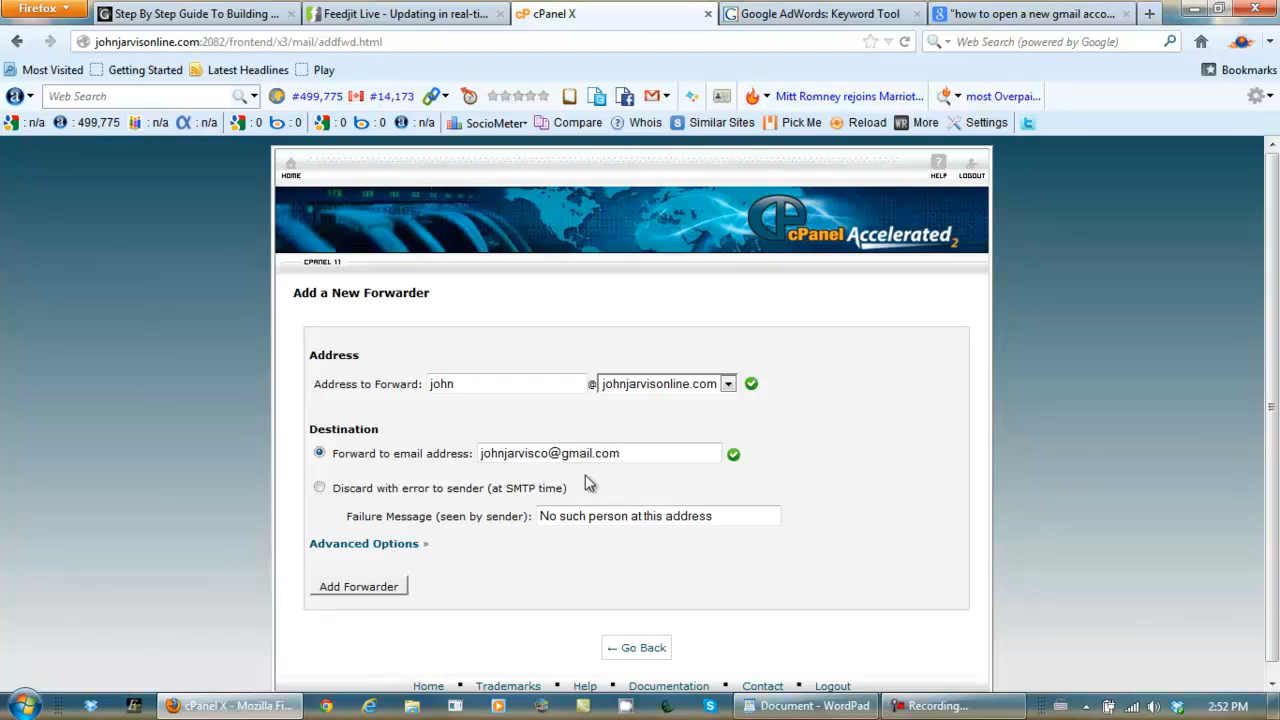 Firefox
Step By Step Guide To Building ...
Feedjit Live - Updating in real-ti...
cPanel X
Google AdWords: Keyword Tool
"how to open a new gmail acco...
johnjarvisonline.com:2082/frontend/x3/mail/addfwd.html
Web Search (powered by Google)
Most Visited
Getting Started
Latest Headlines
Play
Bookmarks
Web Search
#499,775
#14,173
Mitt Romney rejoins Marriot...
most Overpai...
: n/a
: 499,775
: n/a
: n/a
: 0
: 0
: 0
: 0
: n/a
SocioMeter
Compare
Whois
Similar Sites
Pick Me
Reload
More
Settings
HOME
HELP
LOGOUT
cPanel Accelerated2
CPANEL 11
Add a New Forwarder
Address
Address to Forward: john @ johnjarvisonline.com
Destination
Forward to email address: johnjarvisco@gmail.com
Discard with error to sender (at SMTP time)
Failure Message (seen by sender): No such person at this address
Advanced Options »
Add Forwarder
← Go Back
Home ▪ Trademarks ▪ Help ▪ Documentation ▪ Contact ▪ Logout
cPanel X - Mozilla Fi...
Document - WordPad
Recording...
2:52 PM